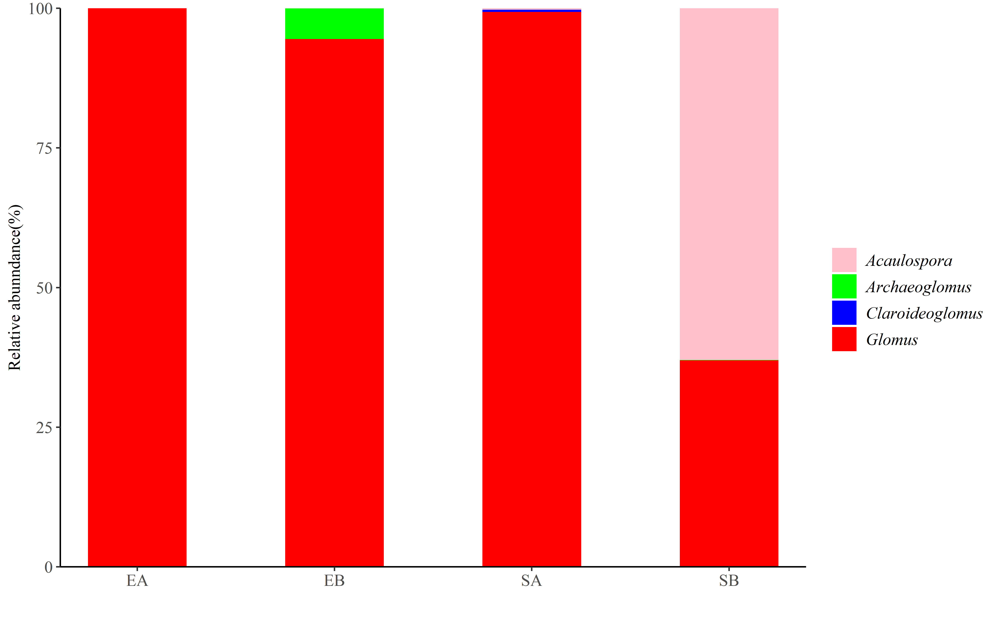 Relative abunndance(%)
100
75
50
25
0
EA
EB
SA
SB
Acaulospora
Archaeoglomus
Claroideoglomus
Glomus